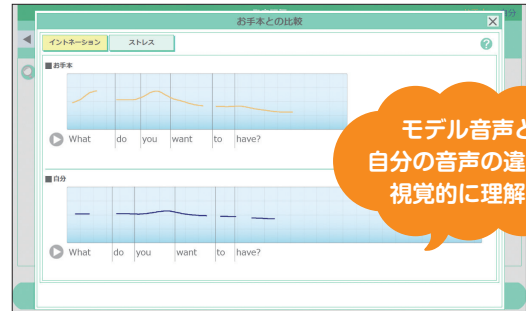 お手本との比較
イントネーション ストレス
■お手本
What do you want to have?
■自分
What do you want to have?
モデル音声と
自分の音声の違
視覚的に理解